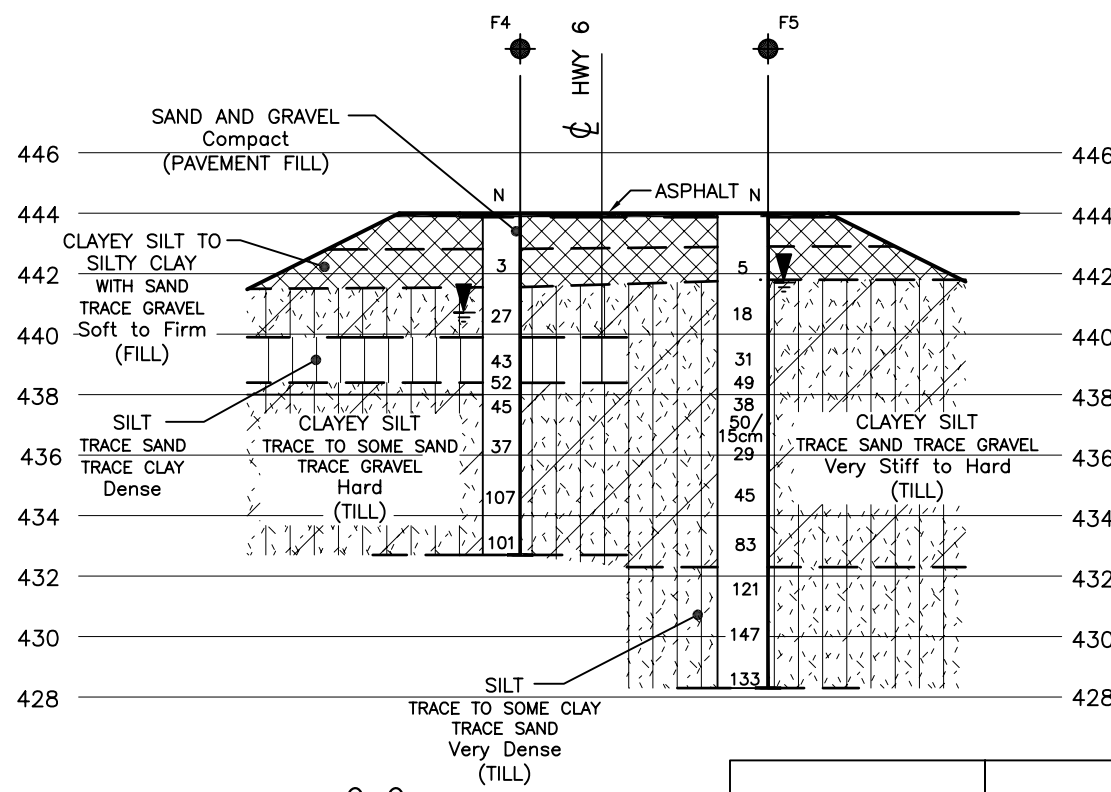 F4
F5
HWY 6
SAND AND GRAVEL
Compact
(PAVEMENT FILL)
446
446
N
ASPHALT
N
444
444
CLAYEY SILT TO
SILTY CLAY
WITH SAND
TRACE GRAVEL
Soft to Firm
(FILL)
3
5
442
442
27
18
440
440
43
31
52
49
438
438
45
38
50/
15cm
SILT
TRACE SAND
TRACE CLAY
Dense
CLAYEY SILT
TRACE TO SOME SAND
TRACE GRAVEL
Hard
(TILL)
CLAYEY SILT
TRACE SAND TRACE GRAVEL
Very Stiff to Hard
(TILL)
37
29
436
436
107
45
434
434
101
83
432
432
121
430
147
430
133
428
428
SILT
TRACE TO SOME CLAY
TRACE SAND
Very Dense
(TILL)